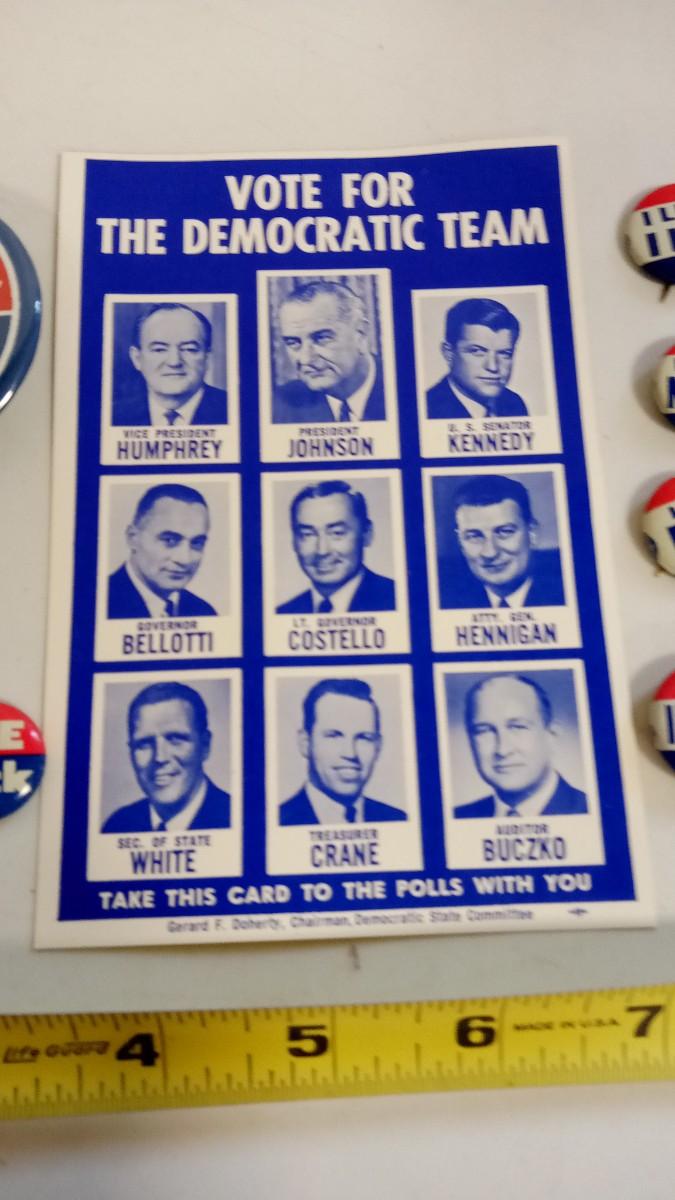 VOTE FOR
THE DEMOCRATIC TEAM
VICE PRESIDENT
HUMPHREY
PRESIDENT
JOHNSON
U. S. SENATOR
KENNEDY
GOVERNOR
BELLOTTI
LT. GOVERNOR
COSTELLO
ATTY. GEN.
HENNIGAN
SEC. OF STATE
WHITE
TREASURER
CRANE
AUDITOR
BUCZKO
TAKE THIS CARD TO THE POLLS WITH YOU
Gerard F. Doherty, Chairman, Democratic State Committee
Life Guard 4 5 6 MADE IN U.S.A. 7